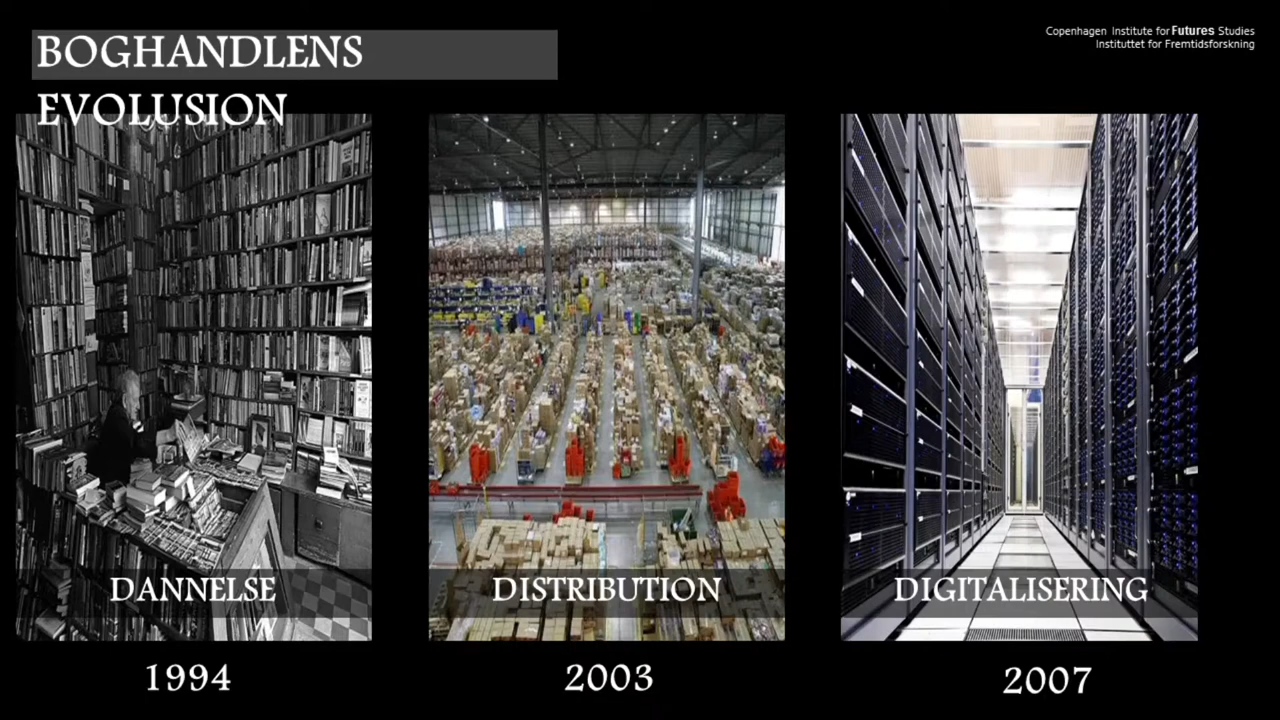 BOGHANDLENS
EVOLUSION
Copenhagen Institute for Futures Studies
Instituttet for Fremtidsforskning
DANNELSE
DISTRIBUTION
DIGITALISERING
1994
2003
2007